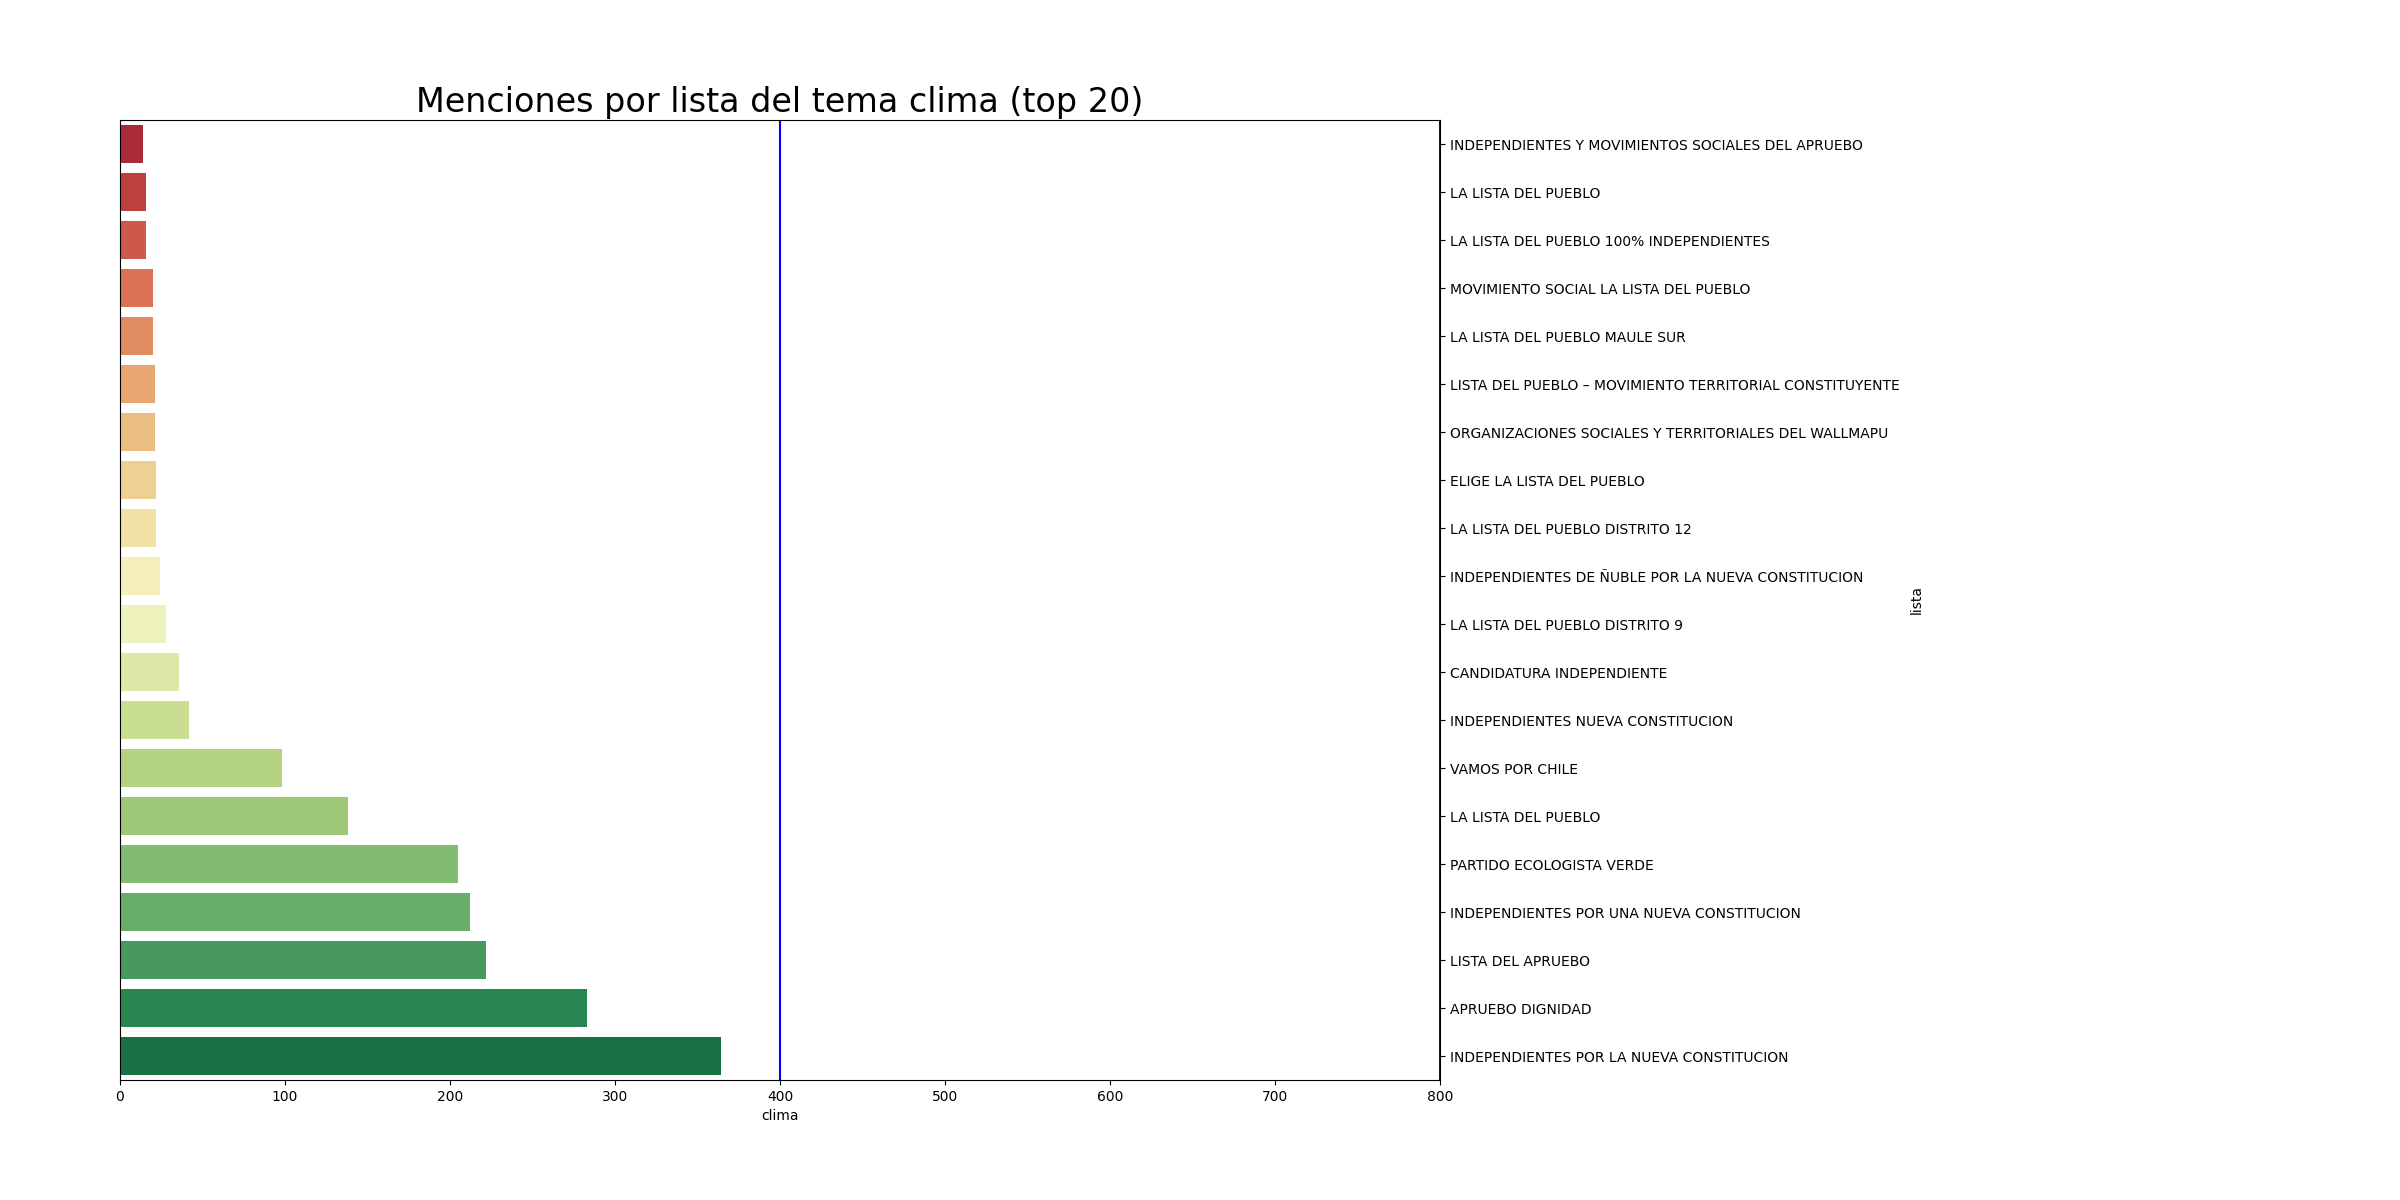 Menciones por lista del tema clima (top 20)
INDEPENDIENTES Y MOVIMIENTOS SOCIALES DEL APRUEBO
LA LISTA DEL PUEBLO
LA LISTA DEL PUEBLO 100% INDEPENDIENTES
MOVIMIENTO SOCIAL LA LISTA DEL PUEBLO
LA LISTA DEL PUEBLO MAULE SUR
LISTA DEL PUEBLO – MOVIMIENTO TERRITORIAL CONSTITUYENTE
ORGANIZACIONES SOCIALES Y TERRITORIALES DEL WALLMAPU
ELIGE LA LISTA DEL PUEBLO
LA LISTA DEL PUEBLO DISTRITO 12
INDEPENDIENTES DE ÑUBLE POR LA NUEVA CONSTITUCION
LA LISTA DEL PUEBLO DISTRITO 9
CANDIDATURA INDEPENDIENTE
INDEPENDIENTES NUEVA CONSTITUCION
VAMOS POR CHILE
LA LISTA DEL PUEBLO
PARTIDO ECOLOGISTA VERDE
INDEPENDIENTES POR UNA NUEVA CONSTITUCION
LISTA DEL APRUEBO
APRUEBO DIGNIDAD
INDEPENDIENTES POR LA NUEVA CONSTITUCION
lista
0 100 200 300 400 500 600 700 800
clima